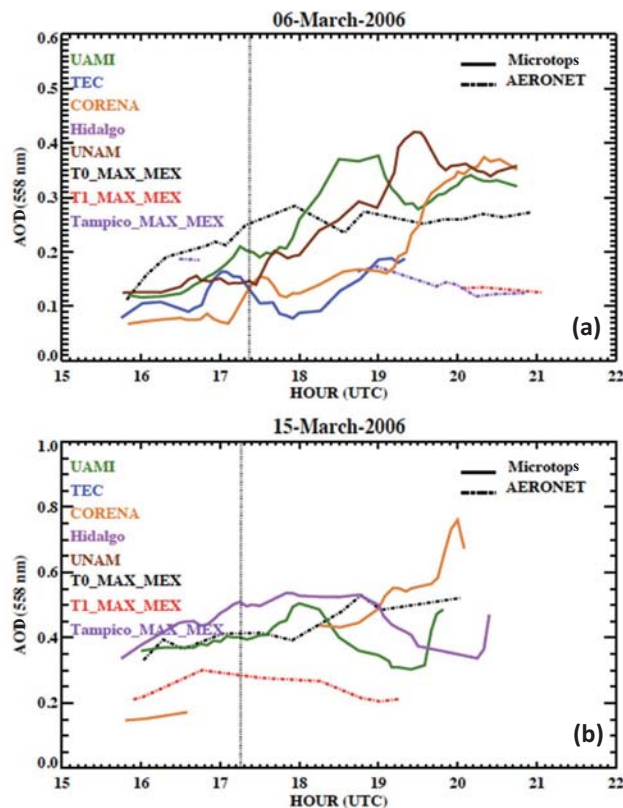 06-March-2006
0.6
0.5
0.4
0.3
0.2
0.1
0.0
AOD(558 nm)
UAMI
TEC
CORENA
Hidalgo
UNAM
T0_MAX_MEX
T1_MAX_MEX
Tampico_MAX_MEX
Microtops
AERONET
(a)
15 16 17 18 19 20 21 22
HOUR (UTC)
15-March-2006
1.0
0.8
0.6
0.4
0.2
0.0
AOD(558 nm)
UAMI
TEC
CORENA
Hidalgo
UNAM
T0_MAX_MEX
T1_MAX_MEX
Tampico_MAX_MEX
Microtops
AERONET
(b)
15 16 17 18 19 20 21 22
HOUR (UTC)